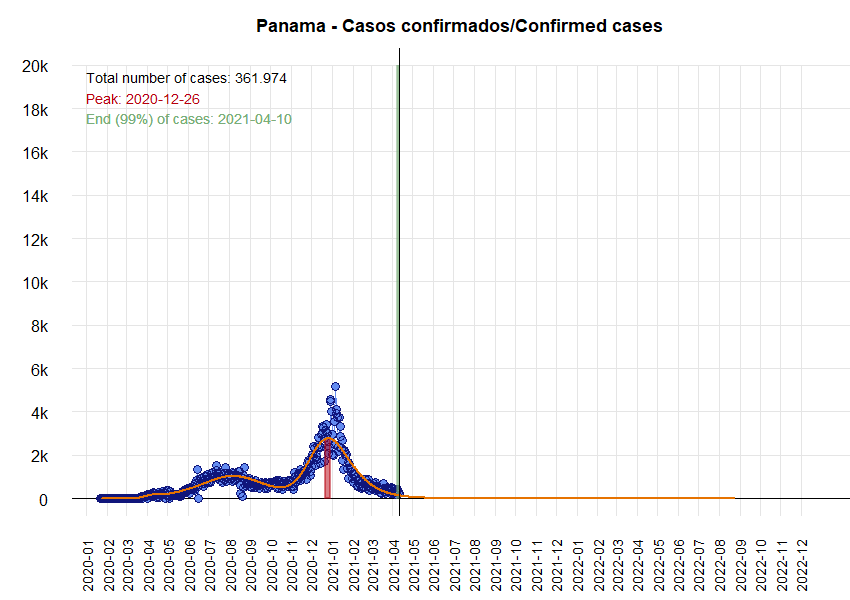 Panama - Casos confirmados/Confirmed cases
20k
Total number of cases: 361.974
Peak: 2020-12-26
End (99%) of cases: 2021-04-10
18k
16k
14k
12k
10k
8k
6k
4k
2k
0
2020-01
2020-02
2020-03
2020-04
2020-05
2020-06
2020-07
2020-08
2020-09
2020-10
2020-11
2020-12
2021-01
2021-02
2021-03
2021-04
2021-05
2021-06
2021-07
2021-08
2021-09
2021-10
2021-11
2021-12
2022-01
2022-02
2022-03
2022-04
2022-05
2022-06
2022-07
2022-08
2022-09
2022-10
2022-11
2022-12